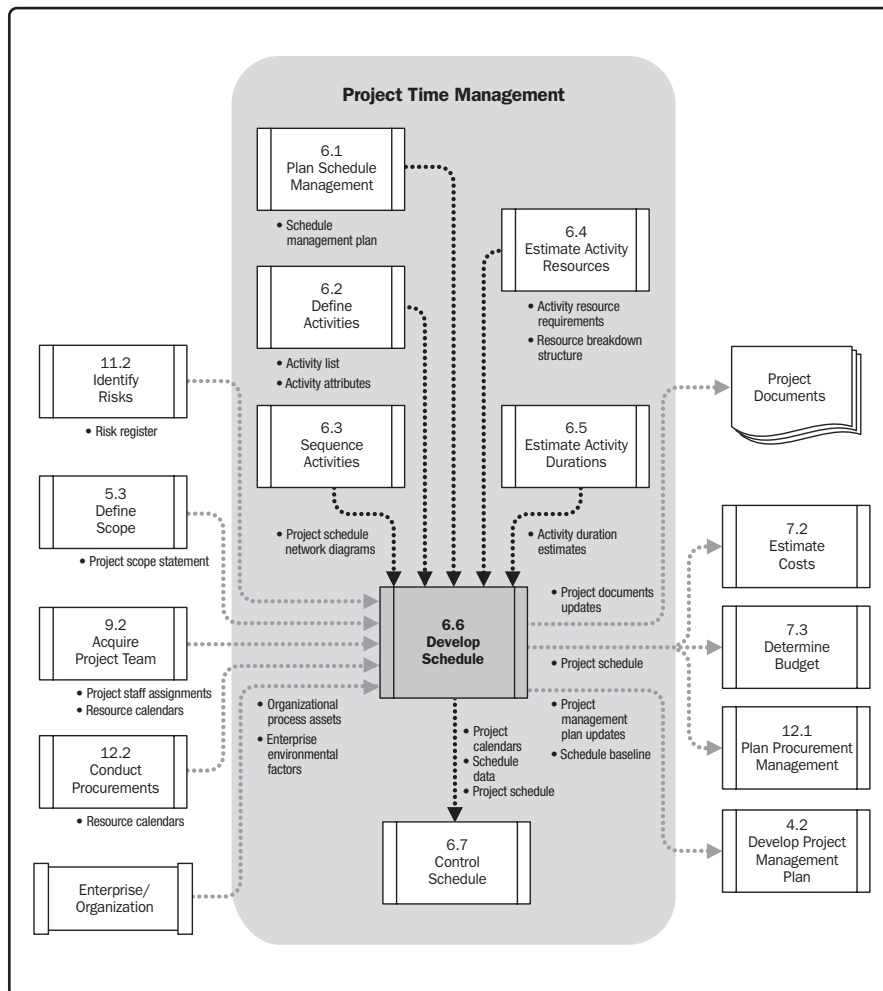 Project Time Management
6.1
Plan Schedule
Management
• Schedule
management plan
6.4
Estimate Activity
Resources
• Activity resource
requirements
• Resource breakdown
structure
6.2
Define
Activities
• Activity list
• Activity attributes
11.2
Identify
Risks
• Risk register
Project
Documents
6.3
Sequence
Activities
• Project schedule
network diagrams
6.5
Estimate Activity
Durations
• Activity duration
estimates
5.3
Define
Scope
• Project scope statement
7.2
Estimate
Costs
6.6
Develop
Schedule
• Project documents
updates
• Project schedule
• Project
management
plan updates
• Schedule baseline
9.2
Acquire
Project Team
• Project staff assignments
• Resource calendars
7.3
Determine
Budget
• Organizational
process assets
• Enterprise
environmental
factors
• Project
calendars
• Schedule
data
• Project schedule
12.2
Conduct
Procurements
• Resource calendars
12.1
Plan Procurement
Management
6.7
Control
Schedule
4.2
Develop Project
Management
Plan
Enterprise/
Organization